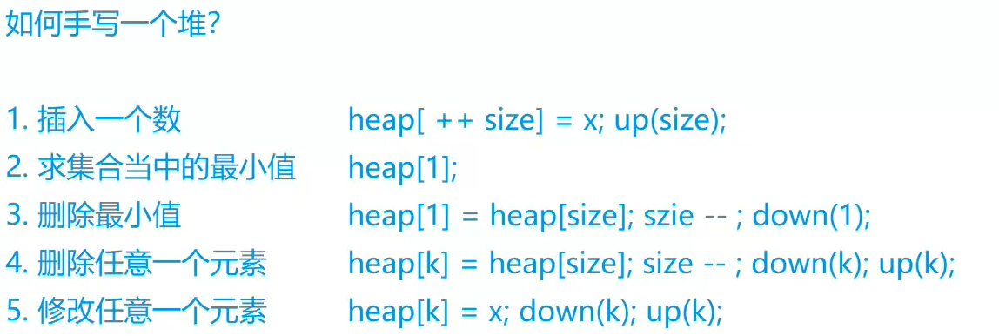 如何手写一个堆?
1. 插入一个数 heap[ ++ size] = x; up(size);
2. 求集合当中的最小值 heap[1];
3. 删除最小值 heap[1] = heap[size]; szie -- ; down(1);
4. 删除任意一个元素 heap[k] = heap[size]; size -- ; down(k); up(k);
5. 修改任意一个元素 heap[k] = x; down(k); up(k);